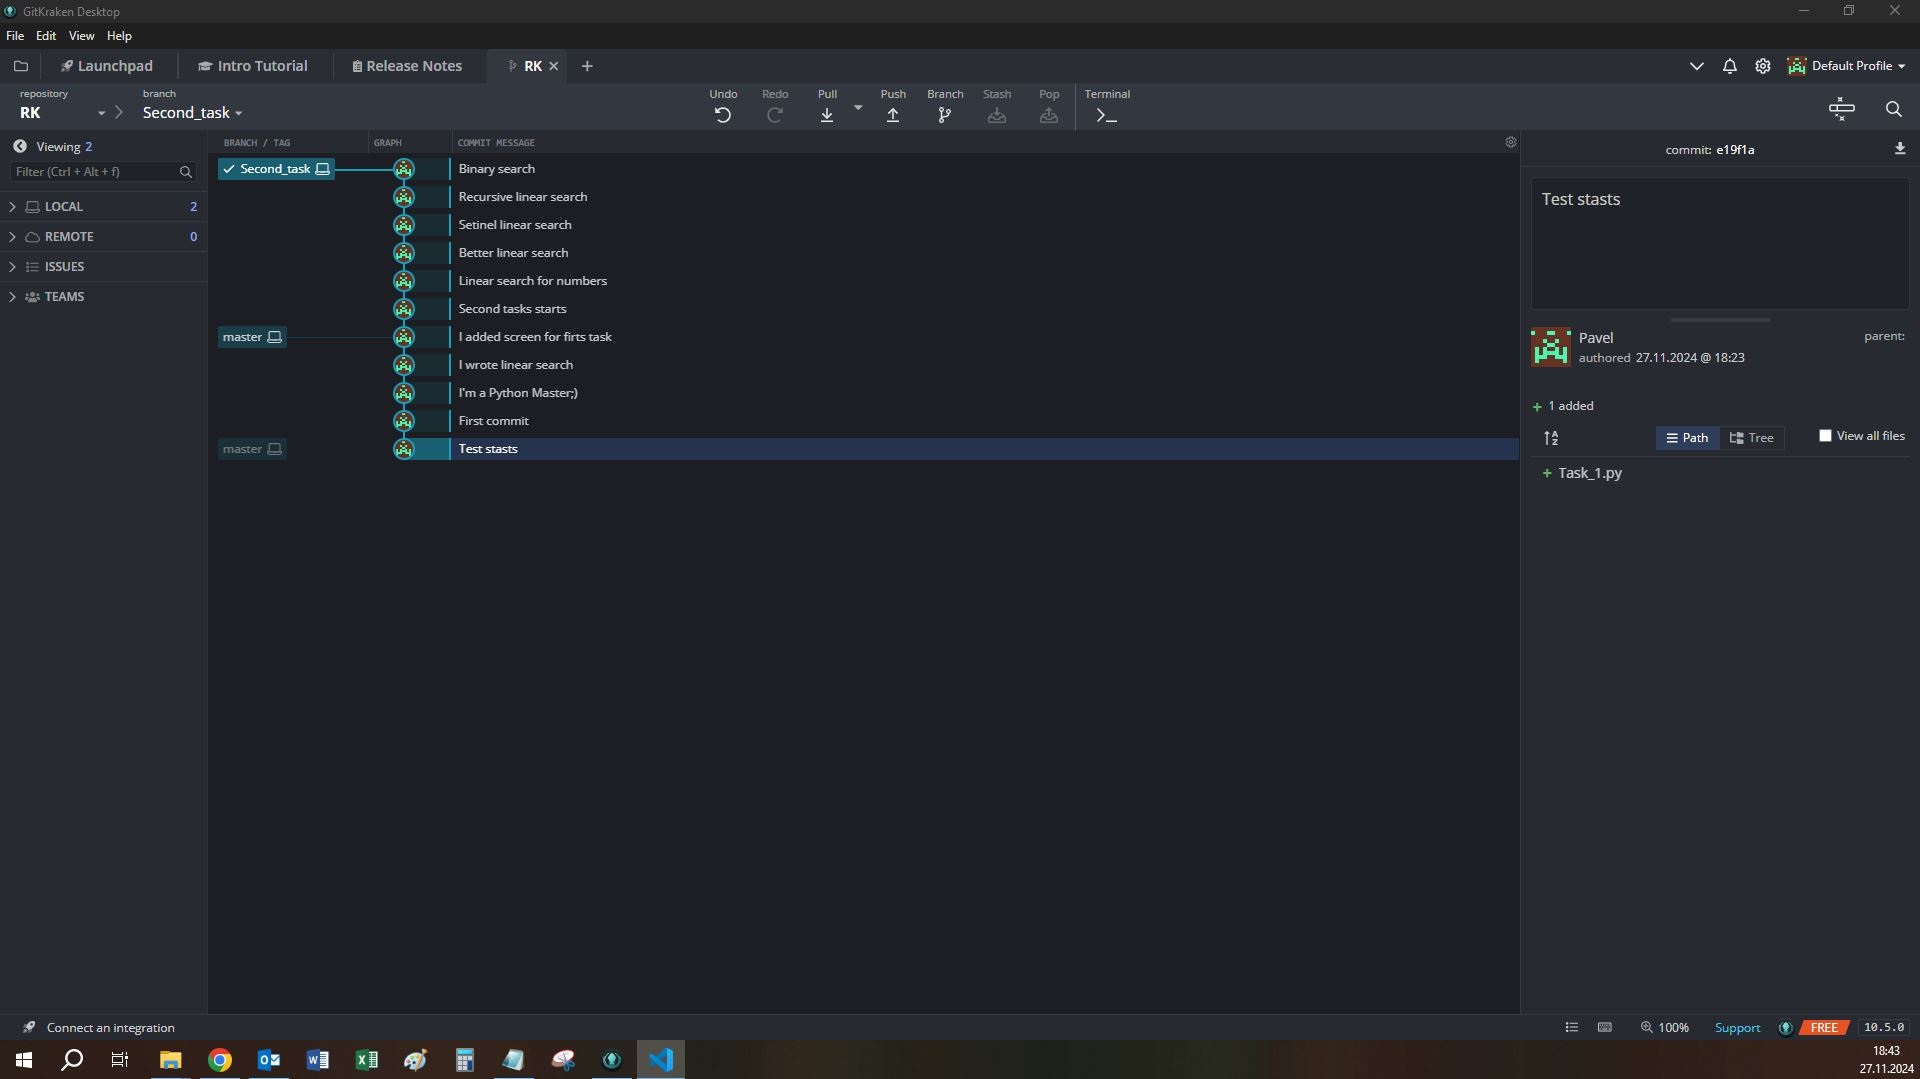 GitKraken Desktop
File Edit View Help
Launchpad Intro Tutorial Release Notes RK Default Profile
repository branch Undo Redo Pull Push Branch Stash Pop Terminal
RK Second_task
Viewing 2 BRANCH / TAG GRAPH COMMIT MESSAGE commit: e19f1a
Filter (Ctrl + Alt + f)
LOCAL 2
REMOTE 0
ISSUES
TEAMS
Second_task Binary search
Recursive linear search
Setinel linear search
Better linear search
Linear search for numbers
Second tasks starts
master I added screen for firts task
I wrote linear search
I'm a Python Master;)
First commit
master Test stasts
Test stasts
Pavel parent:
authored 27.11.2024 @ 18:23
+ 1 added
A Z Path Tree View all files
+ Task_1.py
Connect an integration 100% Support FREE 10.5.0
18:43
27.11.2024